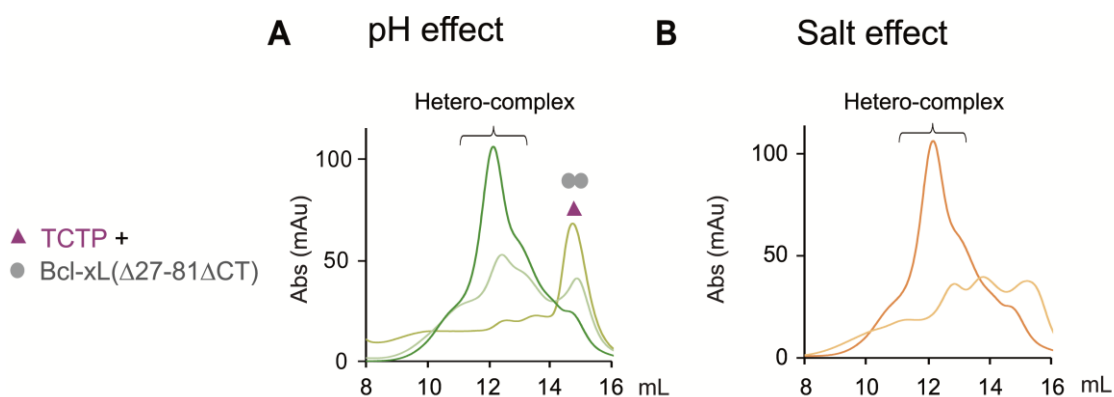 A pH effect
Hetero-complex
100
50
0
Abs (mAu)
8 10 12 14 16 mL
▲ TCTP +
● Bcl-xL(Δ27-81ΔCT)
B Salt effect
Hetero-complex
100
50
0
Abs (mAu)
8 10 12 14 16 mL